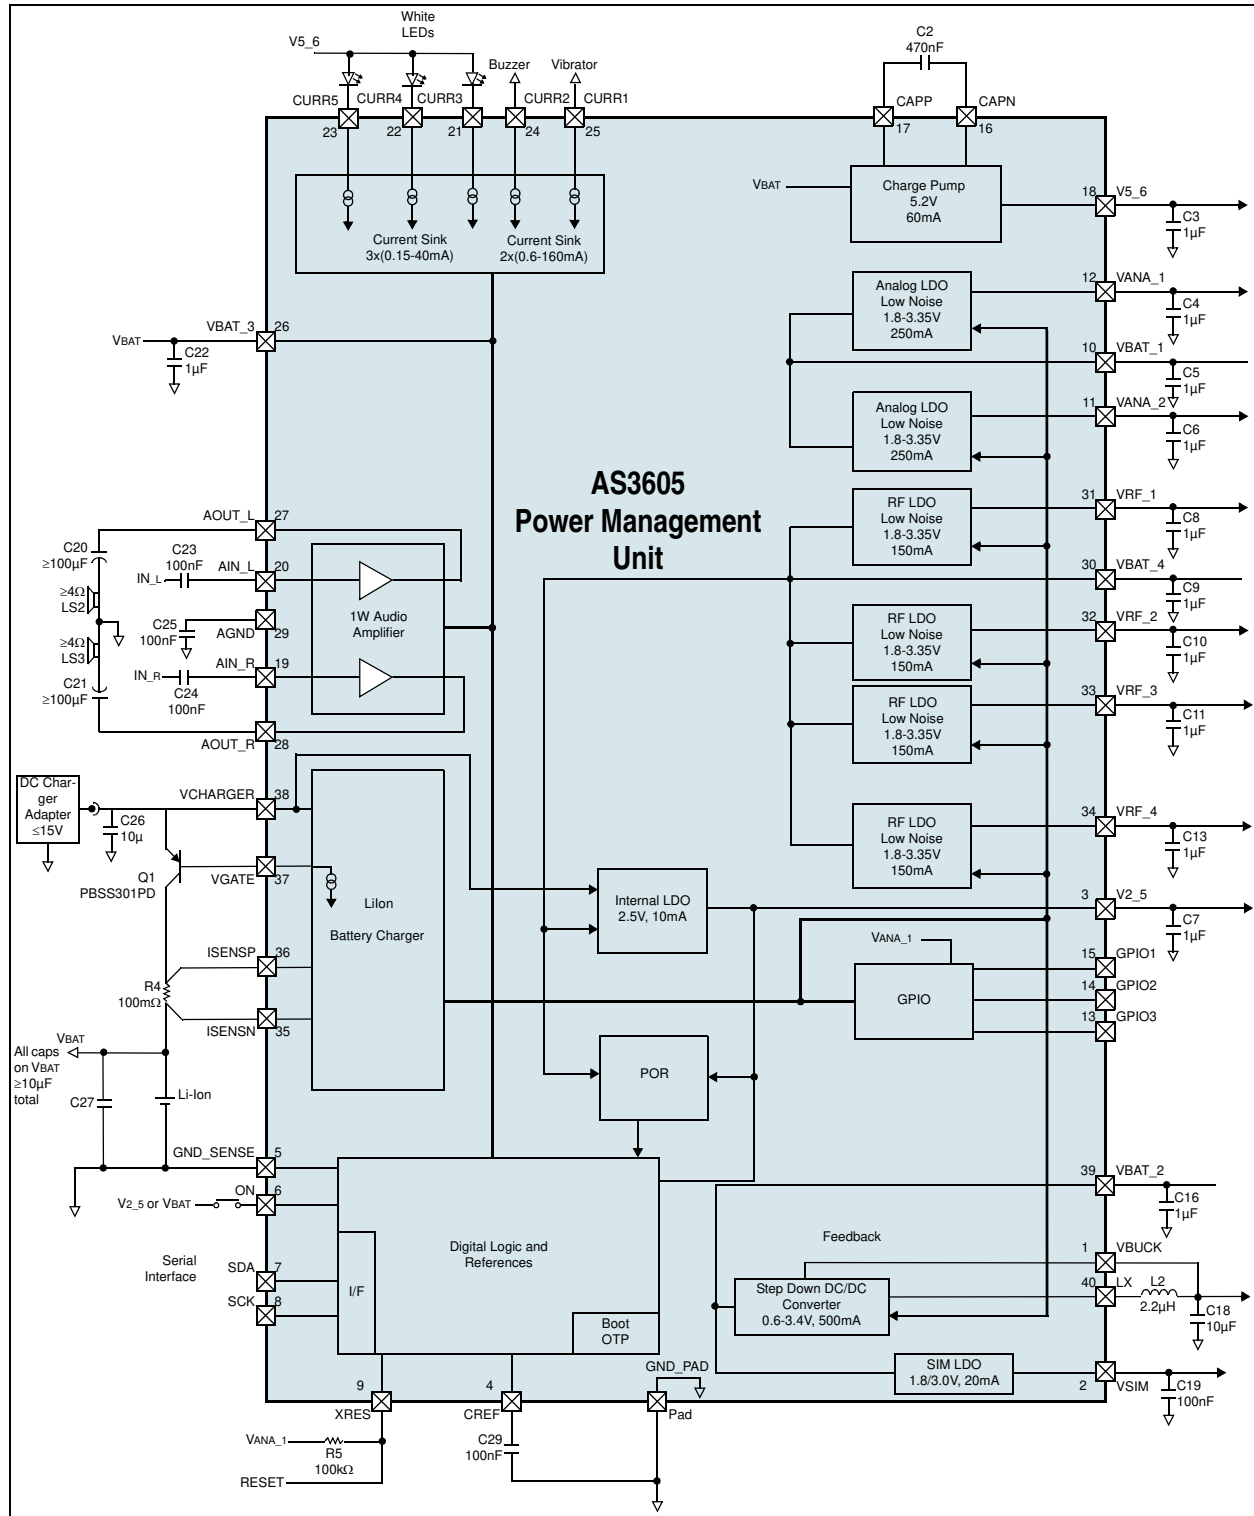 White
LEDs
V5_6
Buzzer
Vibrator
CURR5
CURR4
CURR3
CURR2
CURR1
23
22
21
24
25
Current Sink
3x(0.15-40mA)
Current Sink
2x(0.6-160mA)
C2
470nF
CAPP
CAPN
17
16
VBAT
Charge Pump
5.2V
60mA
18
V5_6
C3
1µF
Analog LDO
Low Noise
1.8-3.35V
250mA
12
VANA_1
C4
1µF
10
VBAT_1
C5
1µF
Analog LDO
Low Noise
1.8-3.35V
250mA
11
VANA_2
C6
1µF
VBAT
VBAT_3
26
C22
1µF
AS3605
Power Management
Unit
RF LDO
Low Noise
1.8-3.35V
150mA
31
VRF_1
C8
1µF
30
VBAT_4
C9
1µF
RF LDO
Low Noise
1.8-3.35V
150mA
32
VRF_2
C10
1µF
RF LDO
Low Noise
1.8-3.35V
150mA
33
VRF_3
C11
1µF
RF LDO
Low Noise
1.8-3.35V
150mA
34
VRF_4
C13
1µF
AOUT_L
27
C20
≥100µF
C23
100nF
IN_L
AIN_L
20
≥4Ω
LS2
C25
100nF
AGND
29
1W Audio
Amplifier
≥4Ω
LS3
AIN_R
19
IN_R
C24
100nF
C21
≥100µF
AOUT_R
28
DC Char-
ger
Adapter
≤15V
VCHARGER
38
C26
10µ
Q1
PBSS301PD
VGATE
37
LiIon
Battery Charger
ISENSP
36
R4
100mΩ
ISENSN
35
Internal LDO
2.5V, 10mA
3
V2_5
C7
1µF
VANA_1
GPIO
15
GPIO1
14
GPIO2
13
GPIO3
VBAT
All caps
on VBAT
≥10µF
total
C27
Li-Ion
POR
GND_SENSE
5
ON
6
V2_5 or VBAT
Serial
Interface
SDA
7
SCK
8
I/F
Digital Logic and
References
Boot
OTP
39
VBAT_2
C16
1µF
Feedback
1
VBUCK
Step Down DC/DC
Converter
0.6-3.4V, 500mA
40
LX
L2
2.2µH
C18
10µF
SIM LDO
1.8/3.0V, 20mA
2
VSIM
C19
100nF
9
XRES
4
CREF
GND_PAD
Pad
VANA_1
R5
100kΩ
RESET
C29
100nF